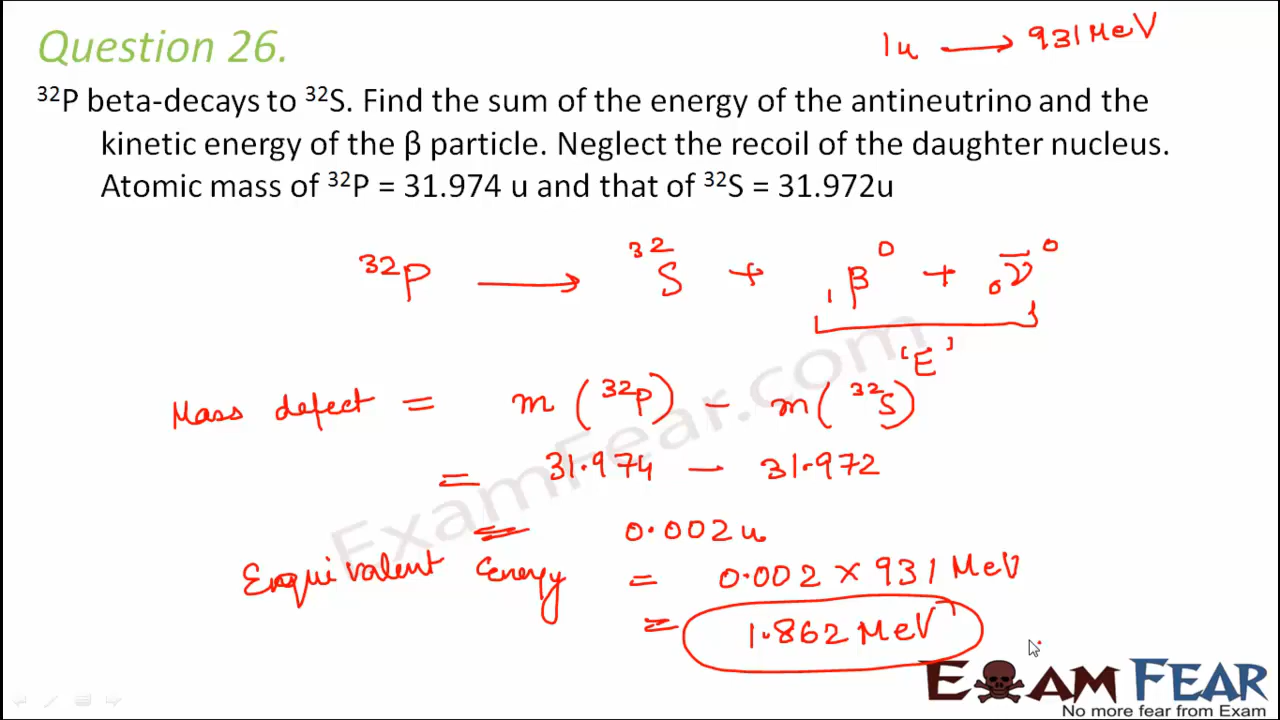 Question 26.
1u → 931 MeV
³²P beta-decays to ³²S. Find the sum of the energy of the antineutrino and the
kinetic energy of the β particle. Neglect the recoil of the daughter nucleus.
Atomic mass of ³²P = 31.974 u and that of ³²S = 31.972u
³²P → ³²S + ₁β⁰ + ₀ν̅⁰
'E'
Mass defect = m(³²P) - m(³²S)
= 31.974 - 31.972
= 0.002u
Enquivalent energy = 0.002 × 931 MeV
= 1.862 MeV
ExamFear.com
EXAM FEAR
No more fear from Exam